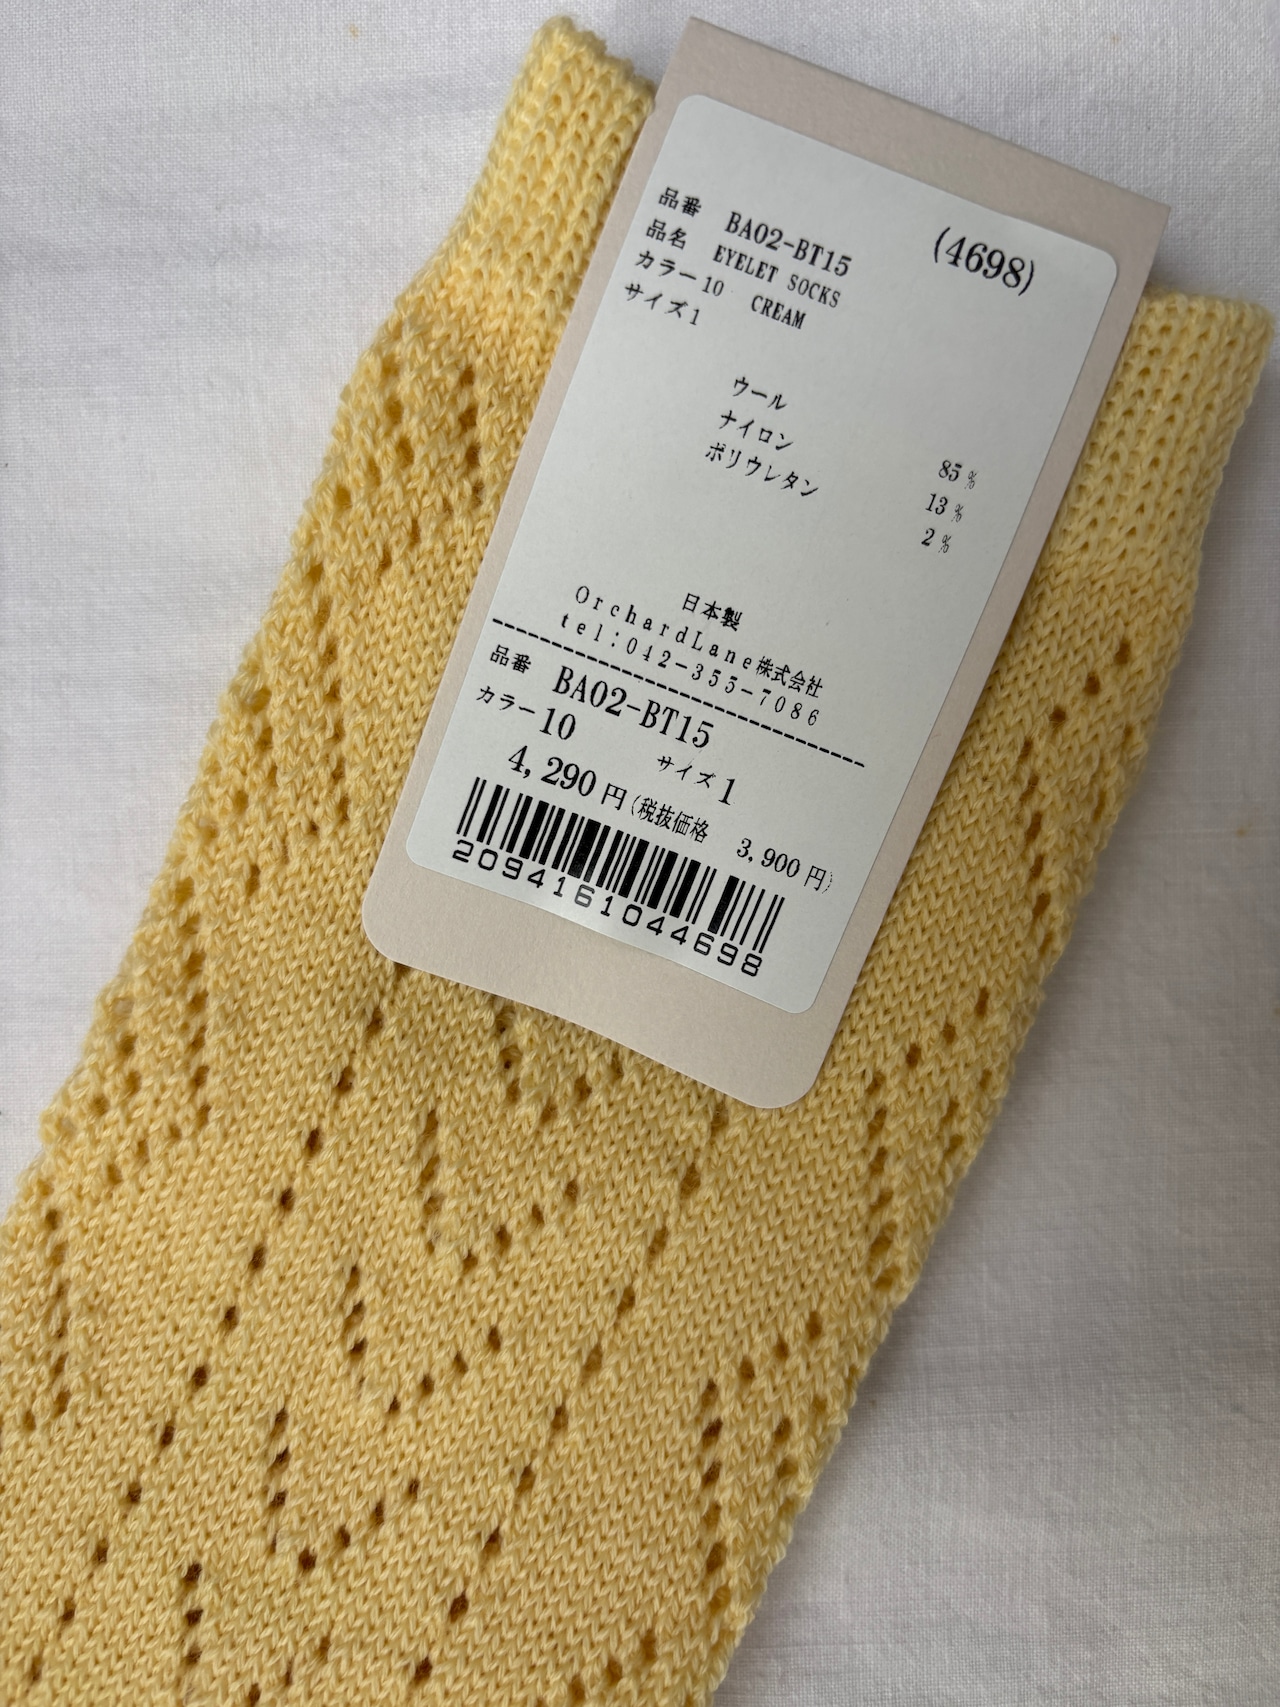 品番 BA02-BT15 (4698)
品名 EYELET SOCKS
カラー10 CREAM
サイズ1
ウール 85%
ナイロン 13%
ポリウレタン 2%
日本製
OrchardLane株式会社
tel:042-355-7086
品番 BA02-BT15
カラー10 サイズ1
4,290円(税抜価格 3,900円)
2094161044698